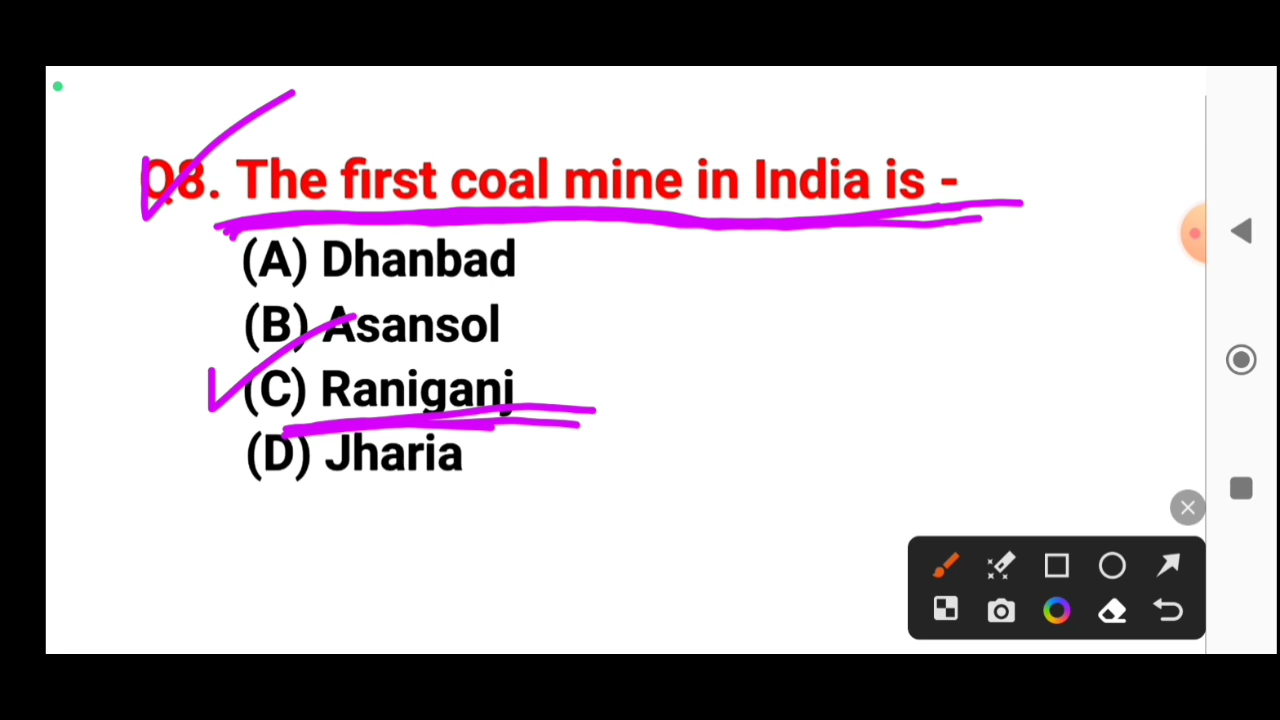 Q8. The first coal mine in India is -
(A) Dhanbad
(B) Asansol
(C) Raniganj
(D) Jharia